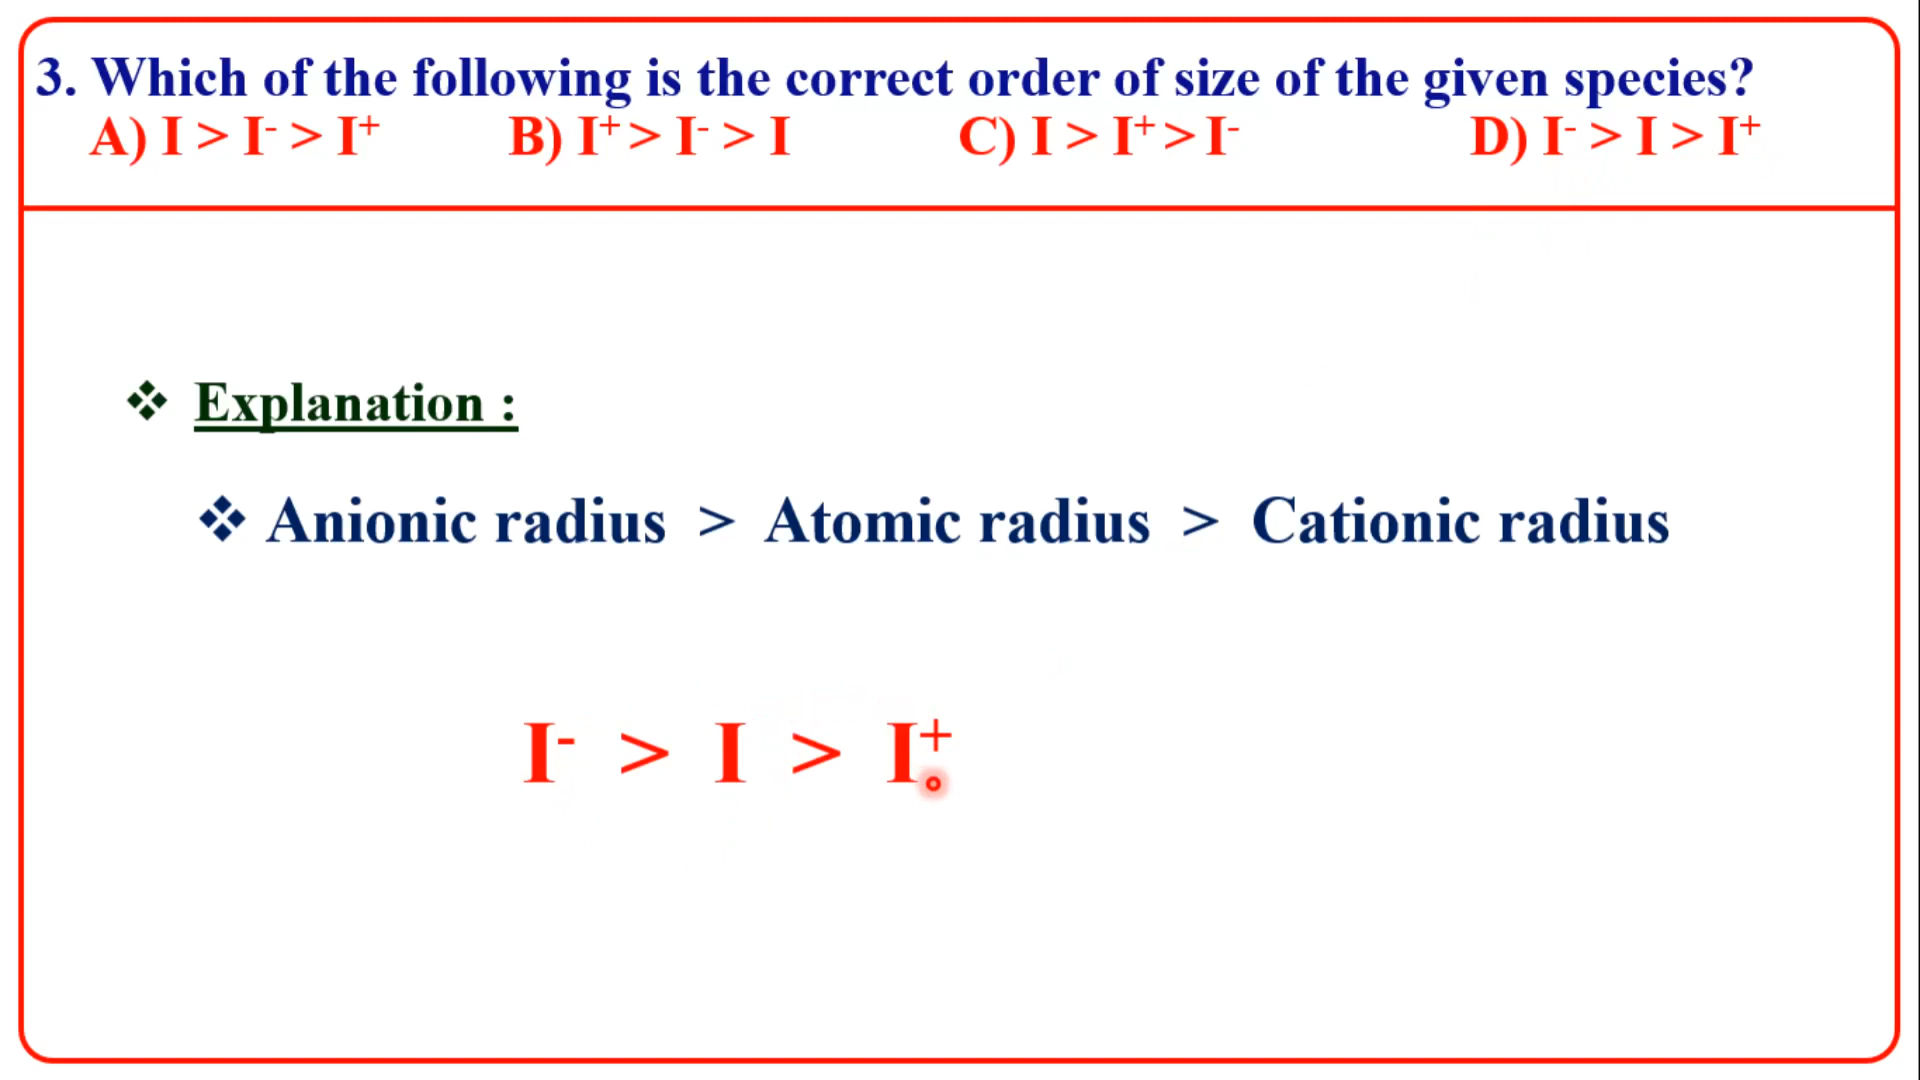 3. Which of the following is the correct order of size of the given species?
A) I > I⁻ > I⁺ B) I⁺ > I⁻ > I C) I > I⁺ > I⁻ D) I⁻ > I > I⁺
❖ Explanation :
❖ Anionic radius > Atomic radius > Cationic radius
I⁻ > I > I⁺